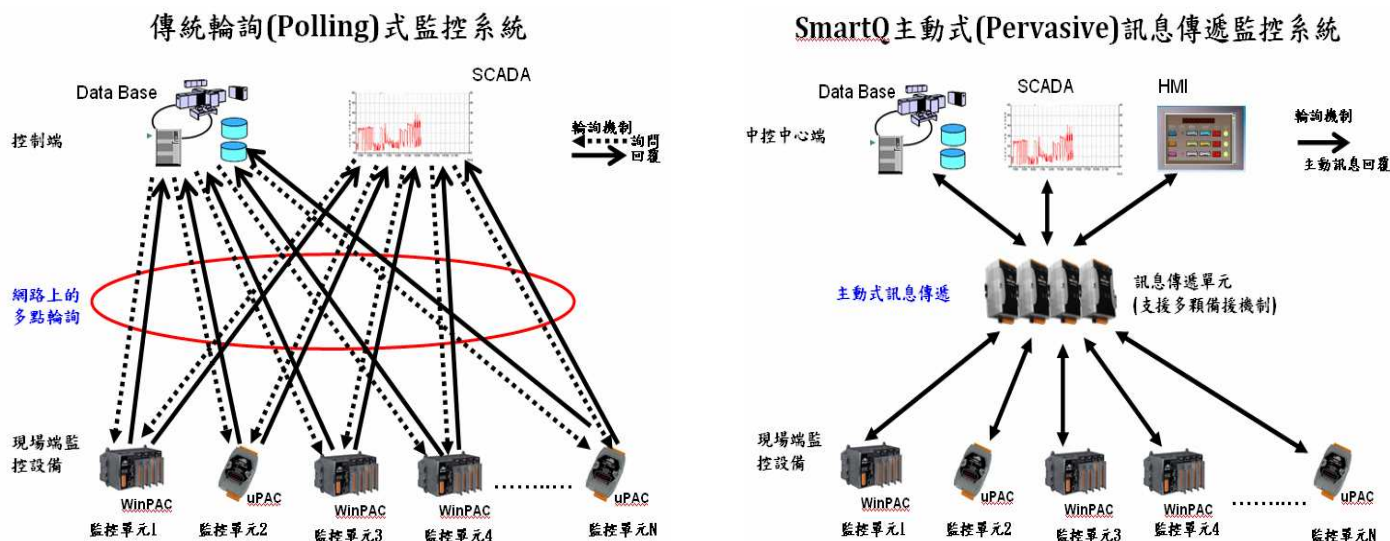 傳統輪詢(Polling)式監控系統
Data Base
SCADA
控制端
輪詢機制
詢問
回覆
網路上的
多點輪詢
現場端監
控設備
WinPAC
uPAC
WinPAC
WinPAC
uPAC
監控單元1
監控單元2
監控單元3
監控單元4
監控單元N
SmartQ主動式(Pervasive)訊息傳遞監控系統
Data Base
SCADA
HMI
中控中心端
輪詢機制
主動訊息回覆
主動式訊息傳遞
訊息傳遞單元
(支援多顆備援機制)
現場端監
控設備
WinPAC
uPAC
WinPAC
WinPAC
uPAC
監控單元1
監控單元2
監控單元3
監控單元4
監控單元N